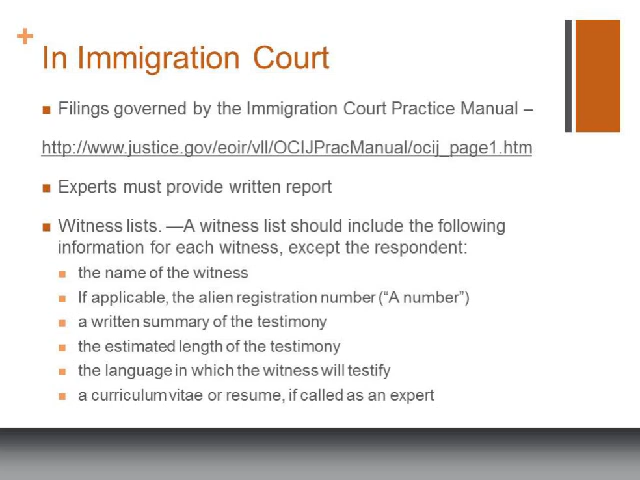 +
In Immigration Court
■ Filings governed by the Immigration Court Practice Manual –
http://www.justice.gov/eoir/vll/OCIJPracManual/ocij_page1.htm
■ Experts must provide written report
■ Witness lists. —A witness list should include the following
information for each witness, except the respondent:
■ the name of the witness
■ If applicable, the alien registration number (“A number”)
■ a written summary of the testimony
■ the estimated length of the testimony
■ the language in which the witness will testify
■ a curriculum vitae or resume, if called as an expert